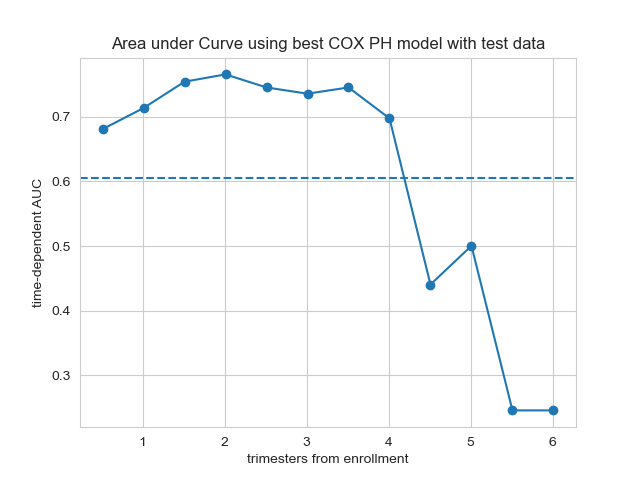 Area under Curve using best COX PH model with test data
time-dependent AUC
0.7
0.6
0.5
0.4
0.3
1 2 3 4 5 6
trimesters from enrollment